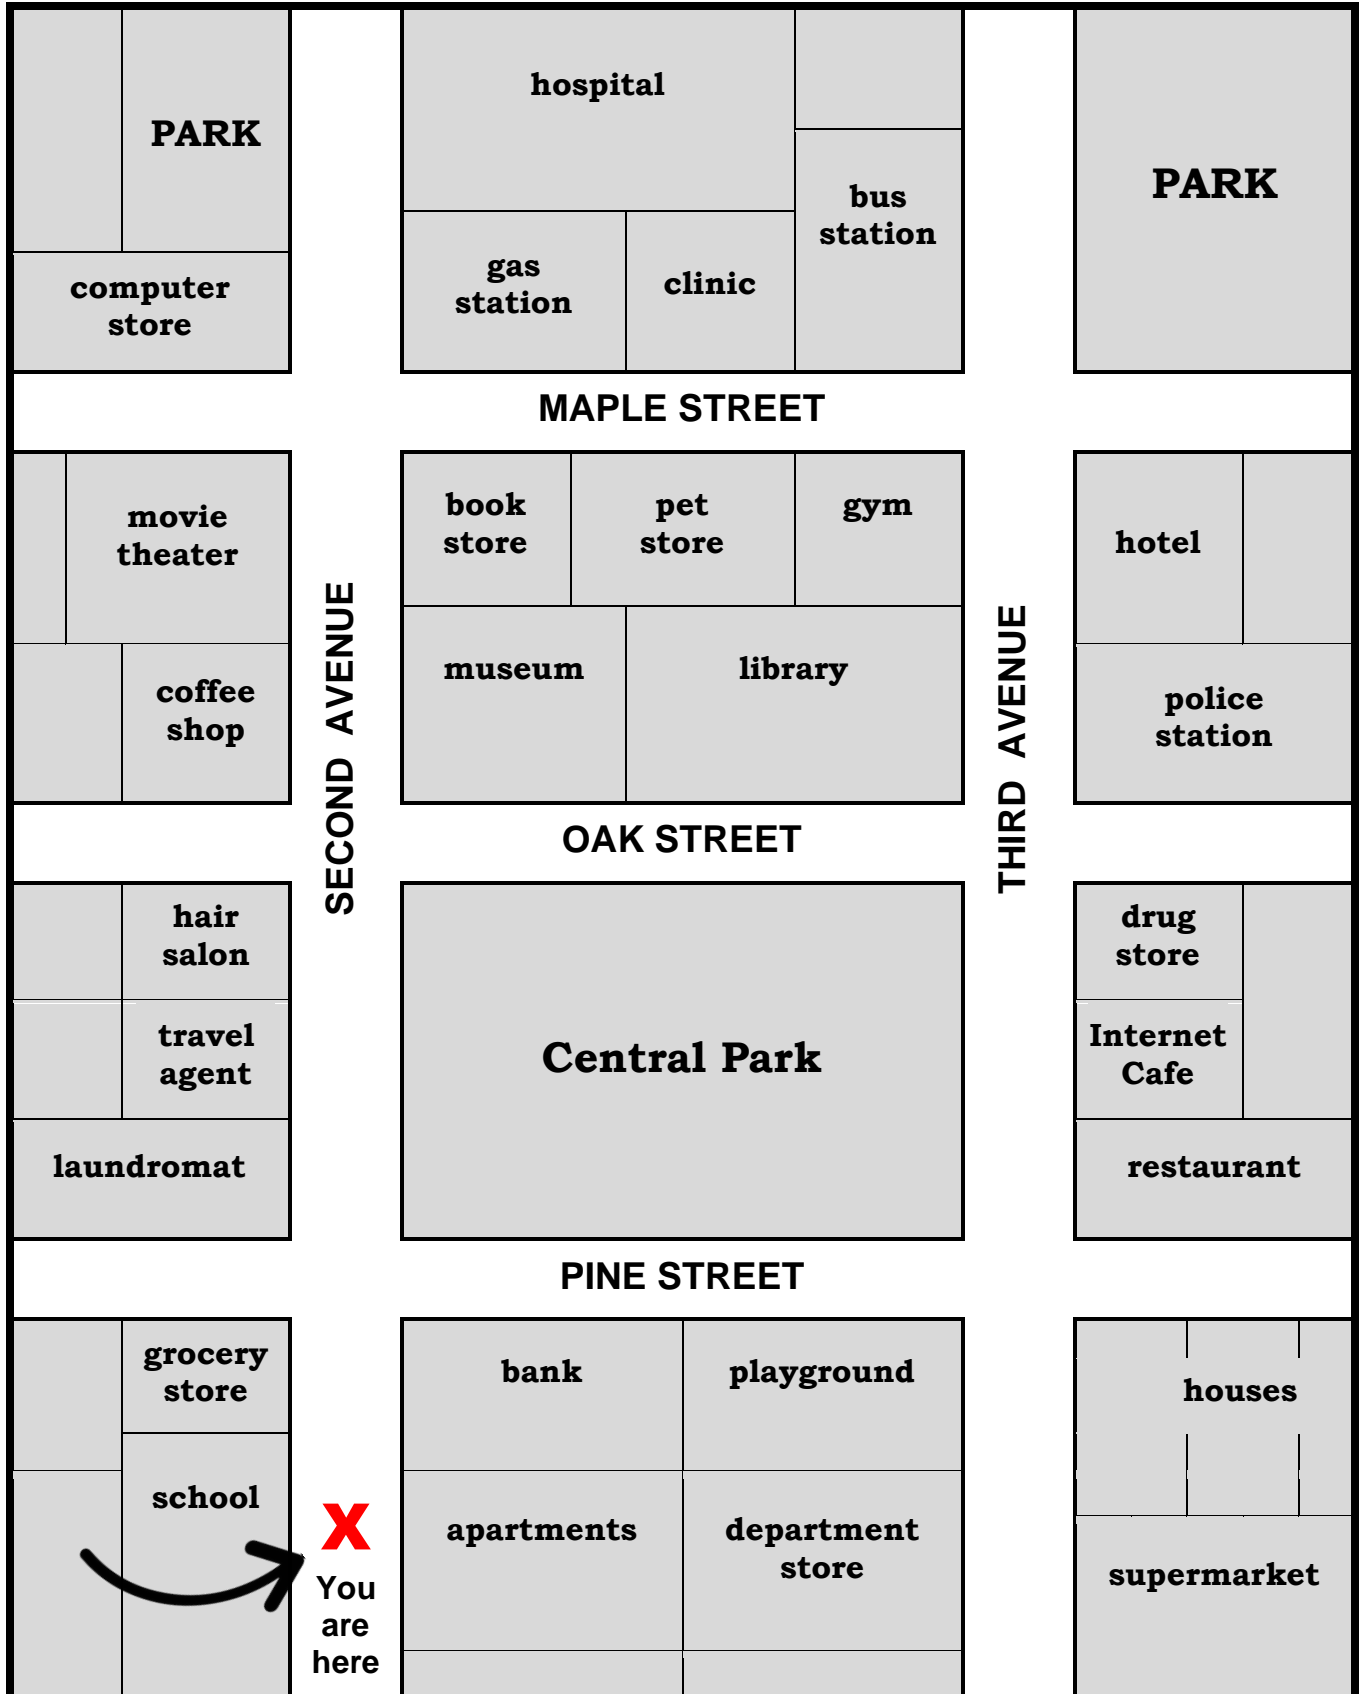 hospital
PARK
PARK
bus
station
gas
station
clinic
computer
store
MAPLE STREET
book
store
pet
store
gym
movie
theater
hotel
SECOND AVENUE
THIRD AVENUE
museum
library
coffee
shop
police
station
OAK STREET
hair
salon
drug
store
travel
agent
Central Park
Internet
Cafe
laundromat
restaurant
PINE STREET
grocery
store
bank
playground
houses
school
X
apartments
department
store
supermarket
You
are
here